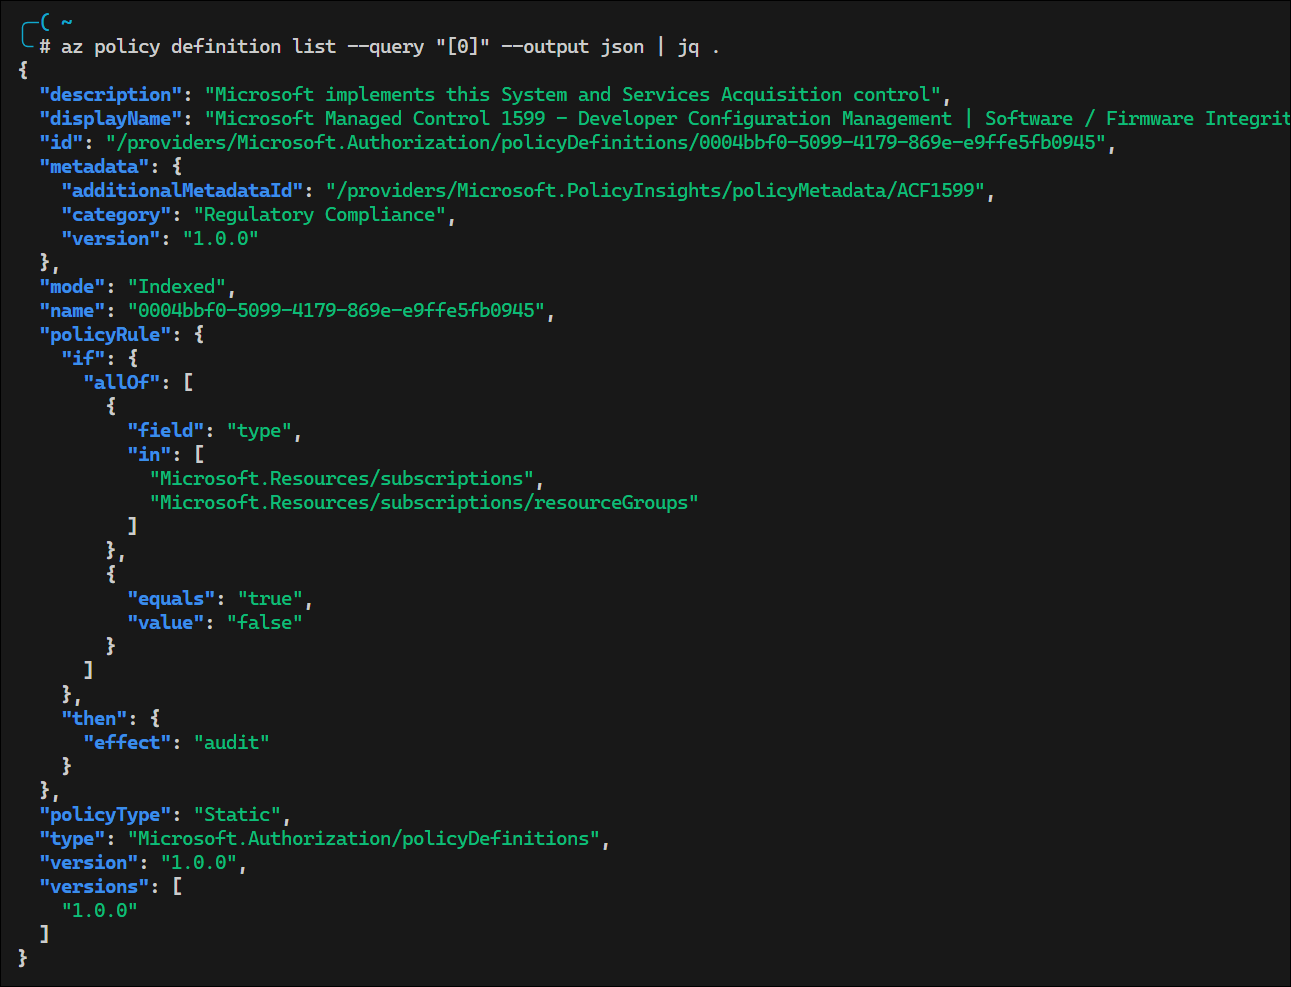 ~
# az policy definition list --query "[0]" --output json | jq .
{
  "description": "Microsoft implements this System and Services Acquisition control",
  "displayName": "Microsoft Managed Control 1599 - Developer Configuration Management | Software / Firmware Integrit
  "id": "/providers/Microsoft.Authorization/policyDefinitions/0004bbf0-5099-4179-869e-e9ffe5fb0945",
  "metadata": {
    "additionalMetadataId": "/providers/Microsoft.PolicyInsights/policyMetadata/ACF1599",
    "category": "Regulatory Compliance",
    "version": "1.0.0"
  },
  "mode": "Indexed",
  "name": "0004bbf0-5099-4179-869e-e9ffe5fb0945",
  "policyRule": {
    "if": {
      "allOf": [
        {
          "field": "type",
          "in": [
            "Microsoft.Resources/subscriptions",
            "Microsoft.Resources/subscriptions/resourceGroups"
          ]
        },
        {
          "equals": "true",
          "value": "false"
        }
      ]
    },
    "then": {
      "effect": "audit"
    }
  },
  "policyType": "Static",
  "type": "Microsoft.Authorization/policyDefinitions",
  "version": "1.0.0",
  "versions": [
    "1.0.0"
  ]
}